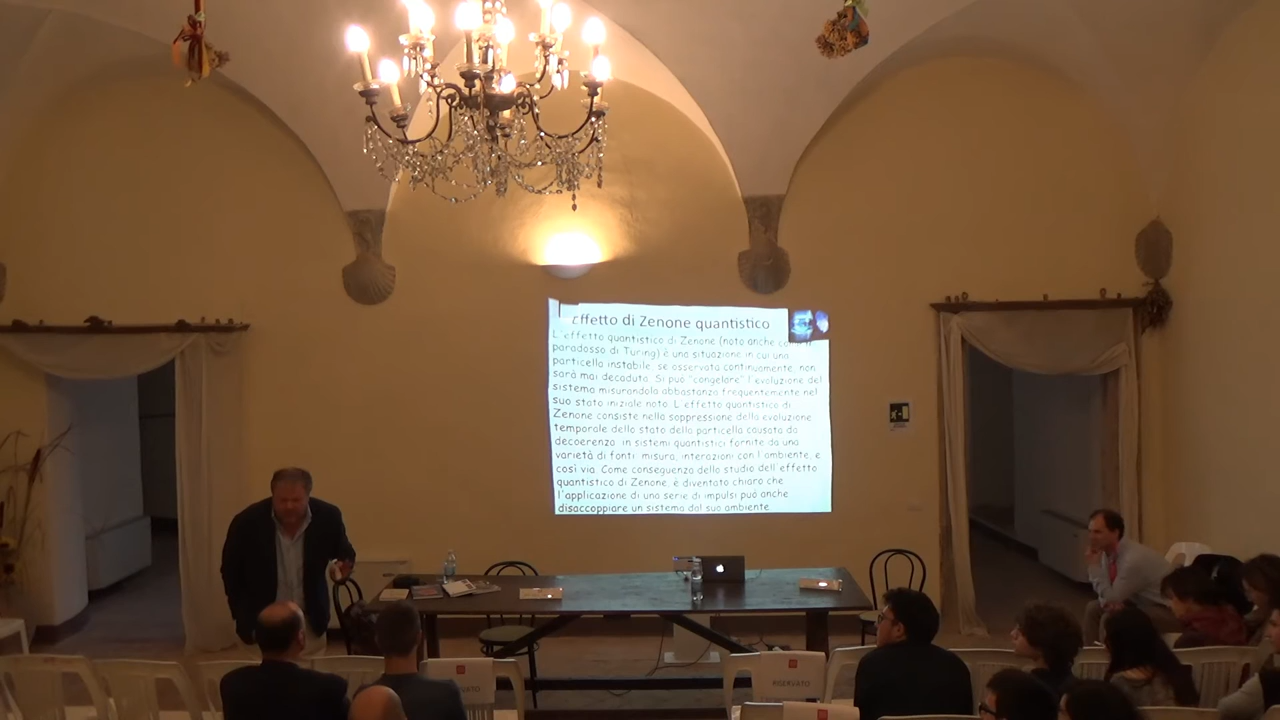 Effetto di Zenone quantistico
L'effetto quantistico di Zenone (noto anche come il
paradosso di Turing) è una situazione in cui una
particella instabile, se osservata continuamente, non
sarà mai decaduta. Si può "congelare" l'evoluzione del
sistema misurandola abbastanza frequentemente nel
suo stato iniziale noto. L'effetto quantistico di
Zenone consiste nella soppressione della evoluzione
temporale dello stato della particella causata da
decoerenza in sistemi quantistici fornite da una
varietà di fonti: misura, interazioni con l'ambiente, e
così via. Come conseguenza dello studio dell'effetto
quantistico di Zenone, è diventato chiaro che
l'applicazione di una serie di impulsi può anche
disaccoppiare un sistema dal suo ambiente
RISERVATO